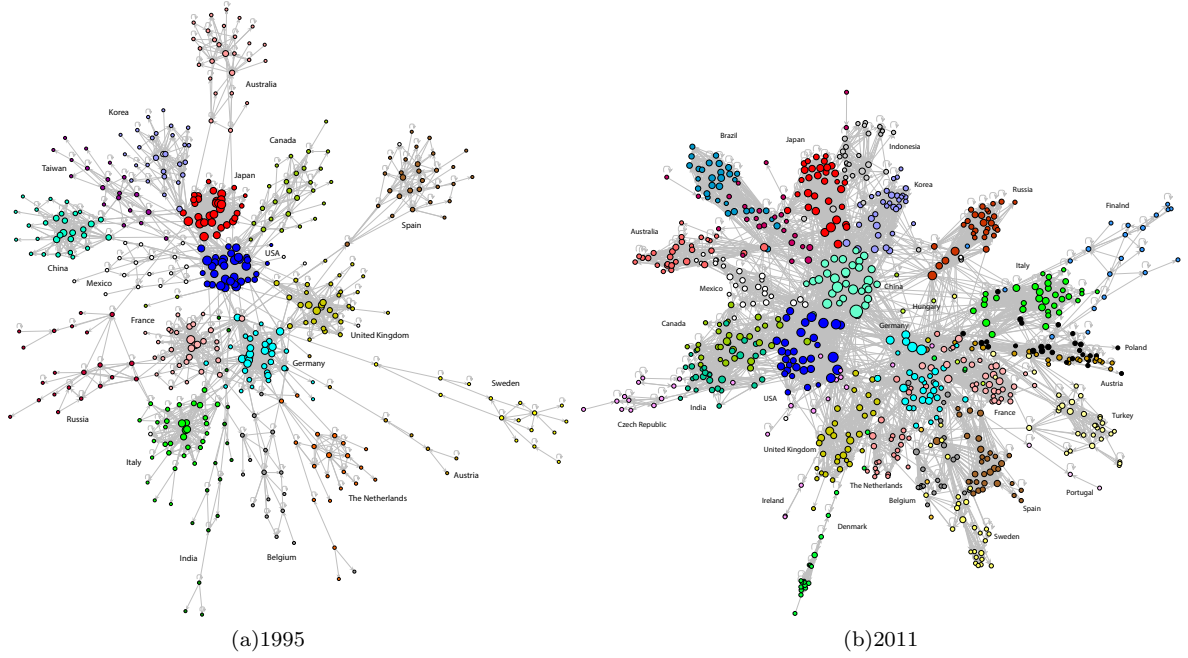 Australia
Korea
Canada
Taiwan
Japan
Spain
China
USA
Mexico
France
United Kingdom
Germany
Sweden
Russia
Italy
Austria
The Netherlands
India
Belgium
(a)1995
Brazil
Japan
Indonesia
Korea
Russia
Finalnd
Australia
Italy
Mexico
China
Hungary
Canada
Germany
Poland
Austria
USA
India
France
Turkey
Czech Republic
United Kingdom
The Netherlands
Portugal
Ireland
Belgium
Spain
Denmark
Sweden
(b)2011